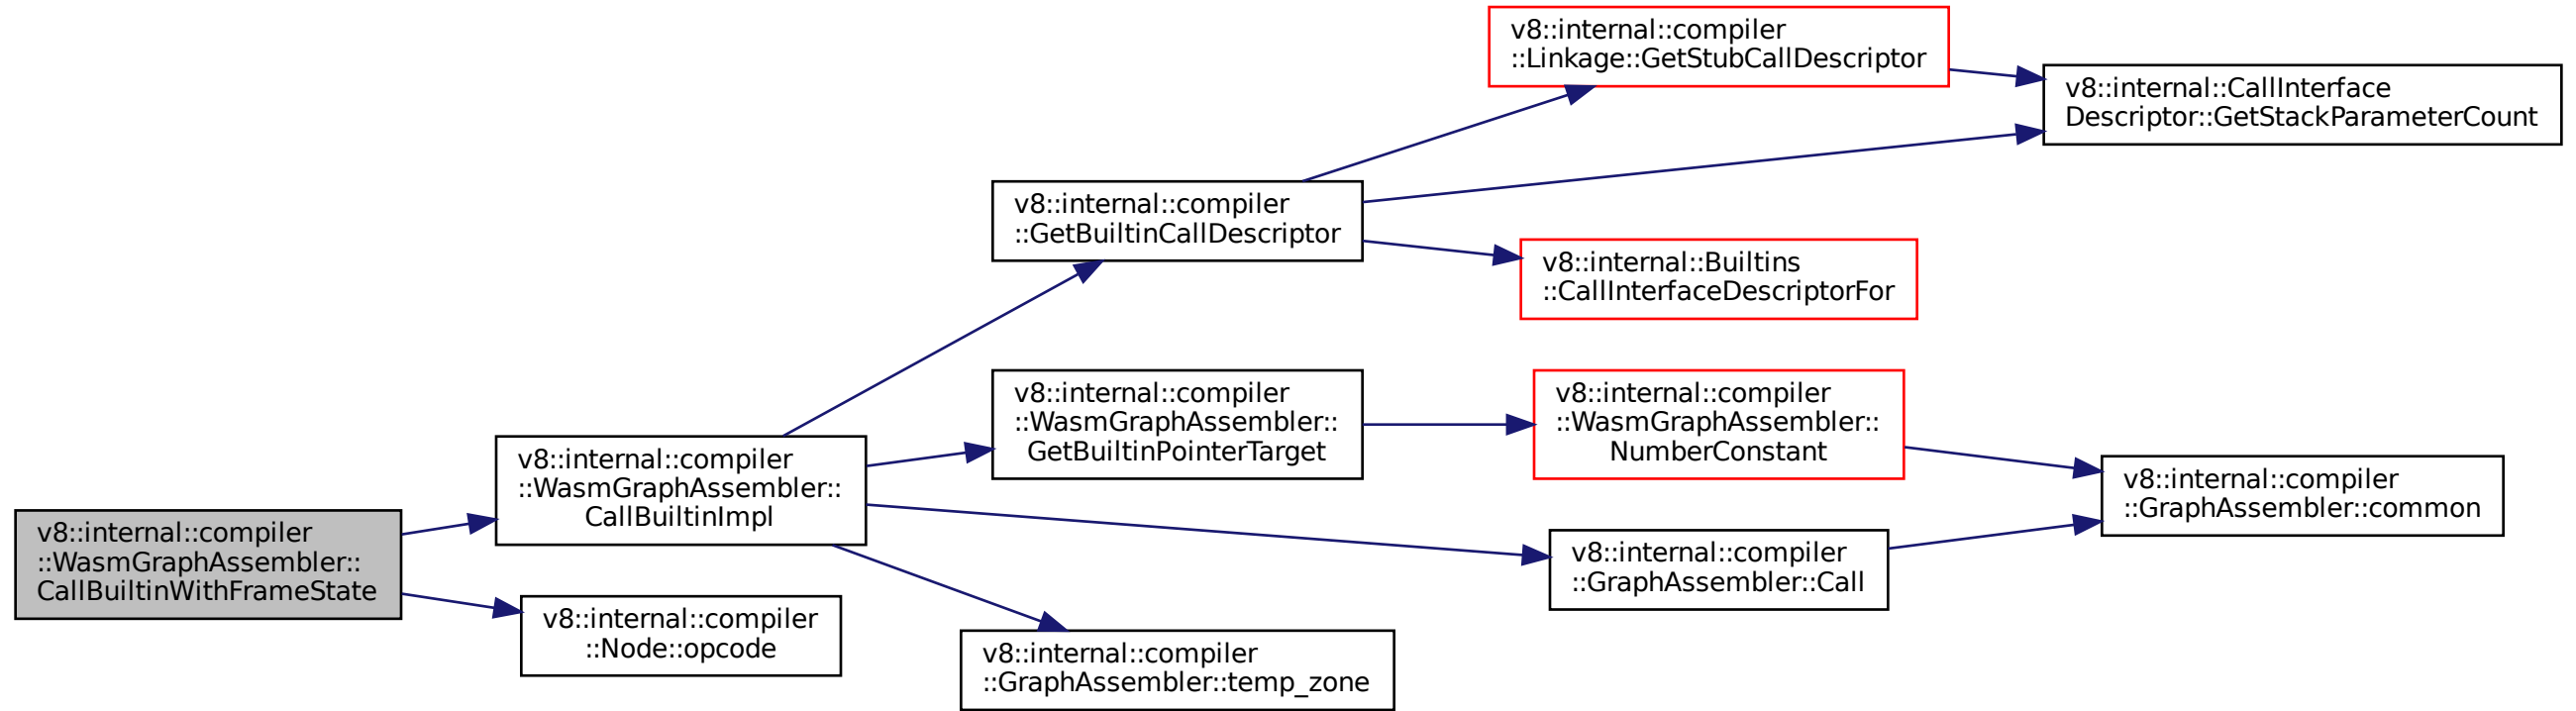 v8::internal::compiler
::WasmGraphAssembler::
CallBuiltinWithFrameState
v8::internal::compiler
::WasmGraphAssembler::
CallBuiltinImpl
v8::internal::compiler
::Node::opcode
v8::internal::compiler
::GetBuiltinCallDescriptor
v8::internal::compiler
::WasmGraphAssembler::
GetBuiltinPointerTarget
v8::internal::compiler
::GraphAssembler::temp_zone
v8::internal::compiler
::Linkage::GetStubCallDescriptor
v8::internal::Builtins
::CallInterfaceDescriptorFor
v8::internal::compiler
::WasmGraphAssembler::
NumberConstant
v8::internal::compiler
::GraphAssembler::Call
v8::internal::CallInterface
Descriptor::GetStackParameterCount
v8::internal::compiler
::GraphAssembler::common